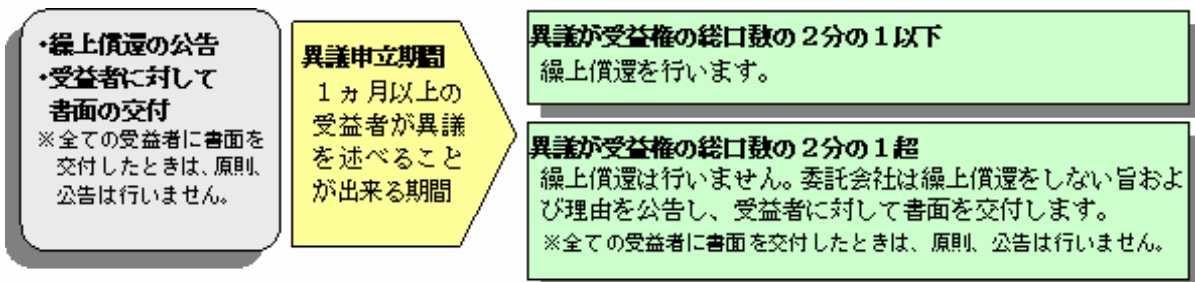 ・繰上償還の公告
・受益者に対して
書面の交付
※全ての受益者に書面を
交付したときは、原則、
公告は行いません。
異議申立期間
１ヵ月以上の
受益者が異議
を述べること
が出来る期間
異議が受益権の総口数の２分の１以下
繰上償還を行います。
異議が受益権の総口数の２分の１超
繰上償還は行いません。委託会社は繰上償還をしない旨およ
び理由を公告し、受益者に対して書面を交付します。
※全ての受益者に書面を交付したときは、原則、公告は行いません。